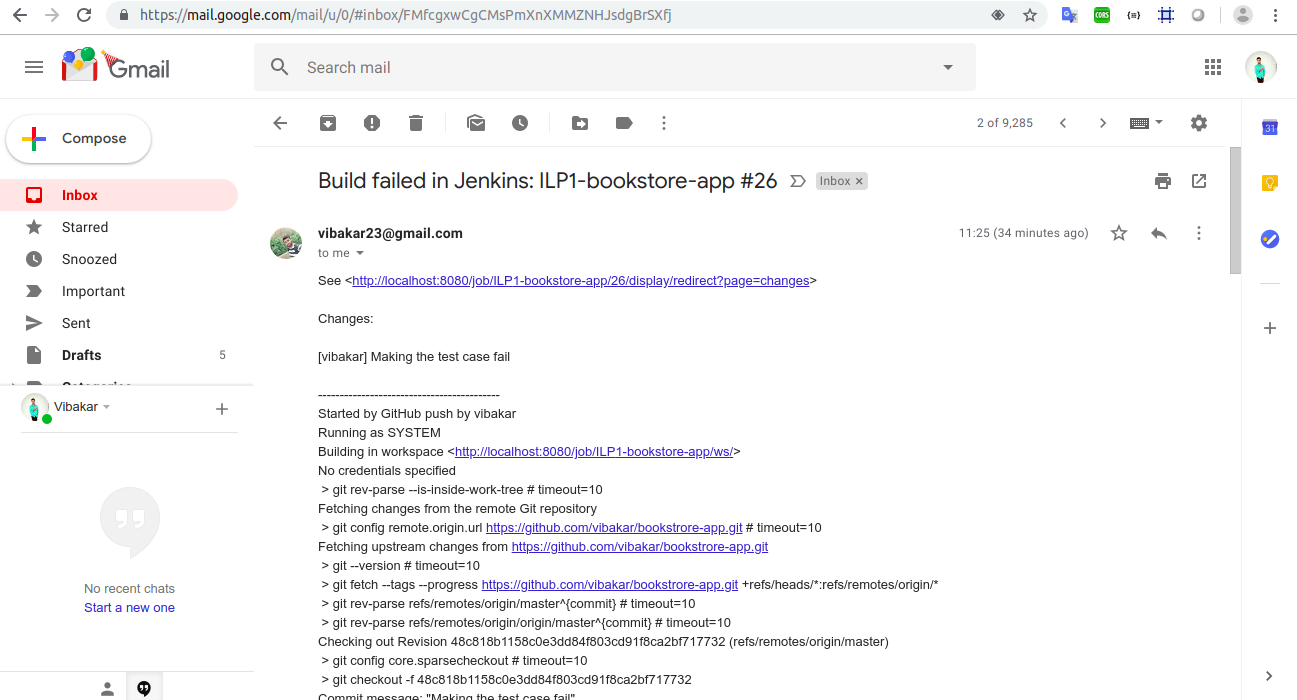 https://mail.google.com/mail/u/0/#inbox/FMfcgxwCgCMsPmXnXMMZNHJsdgBrSXfj
CORS
Gmail
Search mail
Compose
2 of 9,285
31
Build failed in Jenkins: ILP1-bookstore-app #26
Inbox ×
Inbox
Starred
Snoozed
Important
Sent
Drafts 5
Categories
Vibakar
No recent chats
Start a new one
vibakar23@gmail.com
11:25 (34 minutes ago)
to me
See <http://localhost:8080/job/ILP1-bookstore-app/26/display/redirect?page=changes>
Changes:
[vibakar] Making the test case fail
------------------------------------------
Started by GitHub push by vibakar
Running as SYSTEM
Building in workspace <http://localhost:8080/job/ILP1-bookstore-app/ws/>
No credentials specified
> git rev-parse --is-inside-work-tree # timeout=10
Fetching changes from the remote Git repository
> git config remote.origin.url https://github.com/vibakar/bookstrore-app.git # timeout=10
Fetching upstream changes from https://github.com/vibakar/bookstrore-app.git
> git --version # timeout=10
> git fetch --tags --progress https://github.com/vibakar/bookstrore-app.git +refs/heads/*:refs/remotes/origin/*
> git rev-parse refs/remotes/origin/master^{commit} # timeout=10
> git rev-parse refs/remotes/origin/origin/master^{commit} # timeout=10
Checking out Revision 48c818b1158c0e3dd84f803cd91f8ca2bf717732 (refs/remotes/origin/master)
> git config core.sparsecheckout # timeout=10
> git checkout -f 48c818b1158c0e3dd84f803cd91f8ca2bf717732
Commit message: "Making the test case fail"